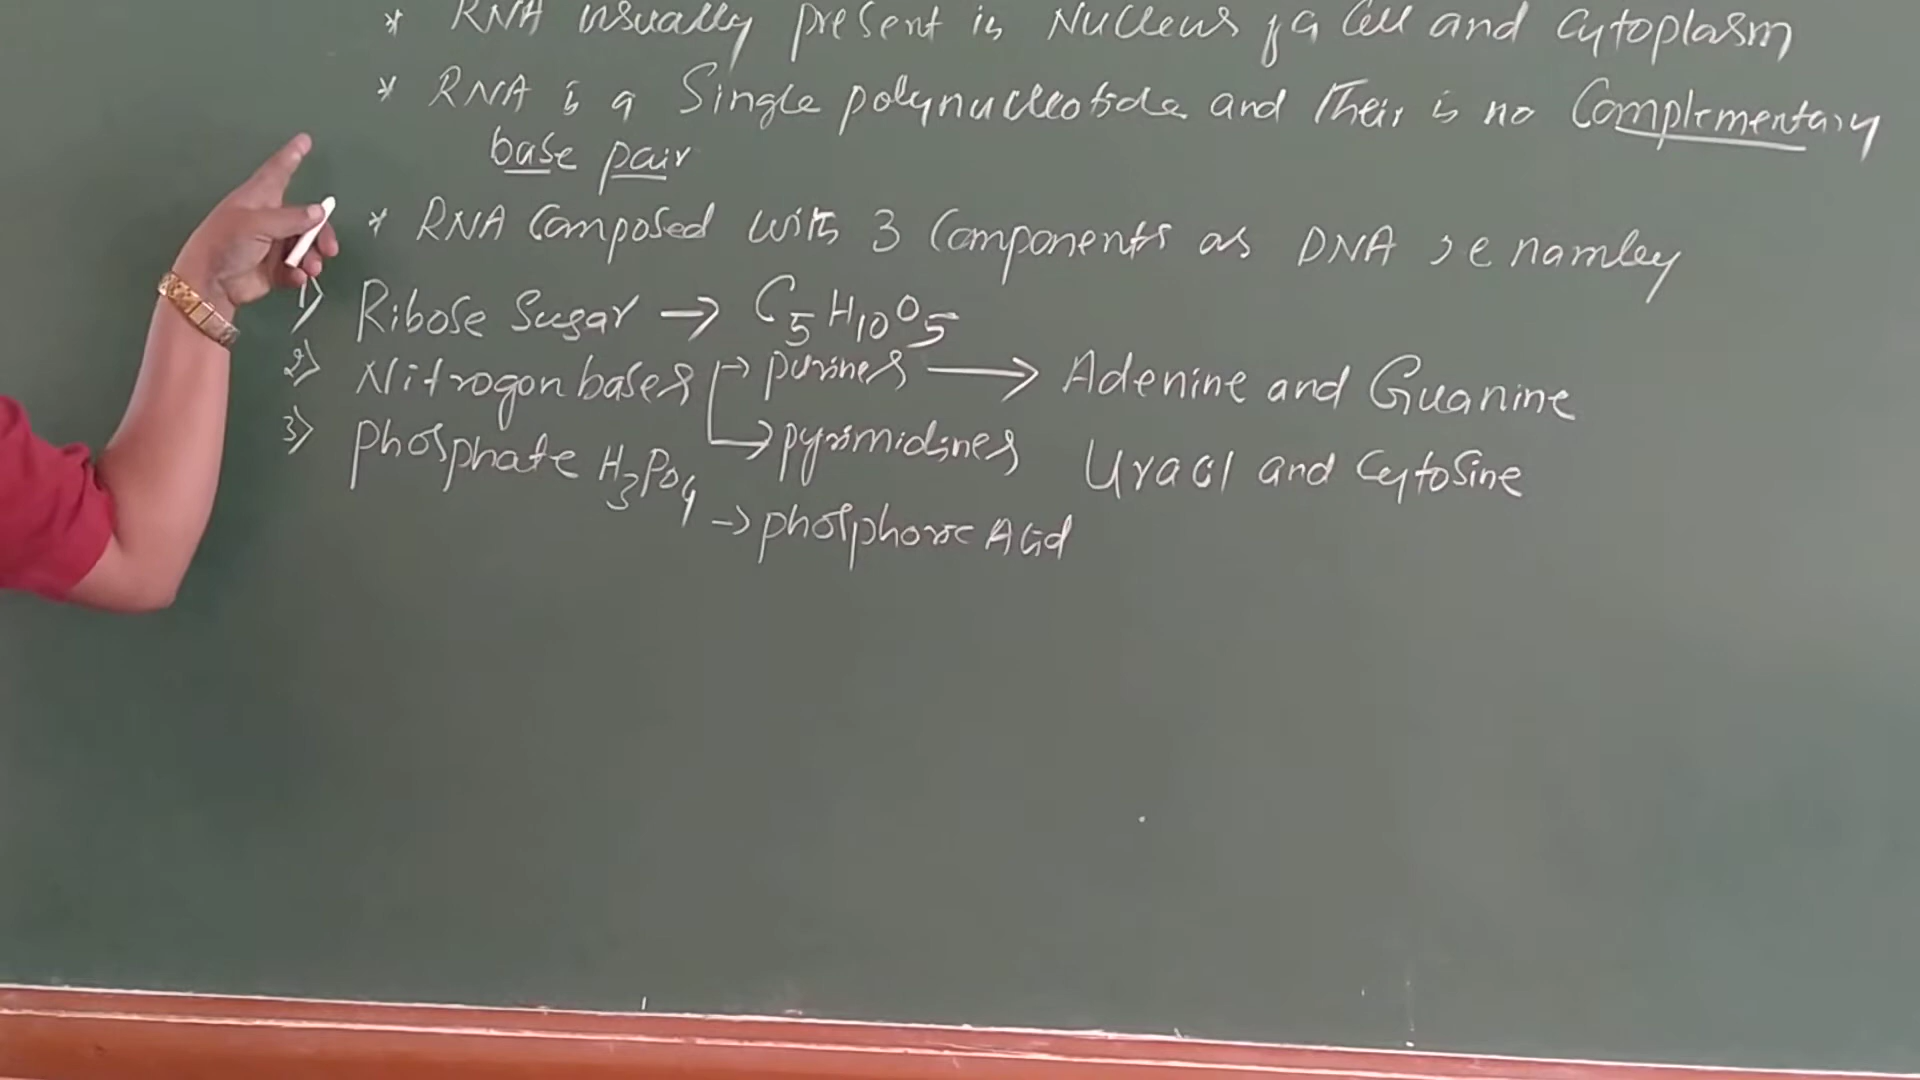 * RNA usually present in Nucleus of a Cell and Cytoplasm
* RNA is a Single polynucleotide and Their is no Complementary
base pair
* RNA Composed with 3 Components as DNA i e namley
1) Ribose Sugar → C5H10O5
2) Nitrogon bases → purines → Adenine and Guanine
→ pyrimidines Uracil and Cytosine
3) phosphate H3PO4 → phosphoric Acid